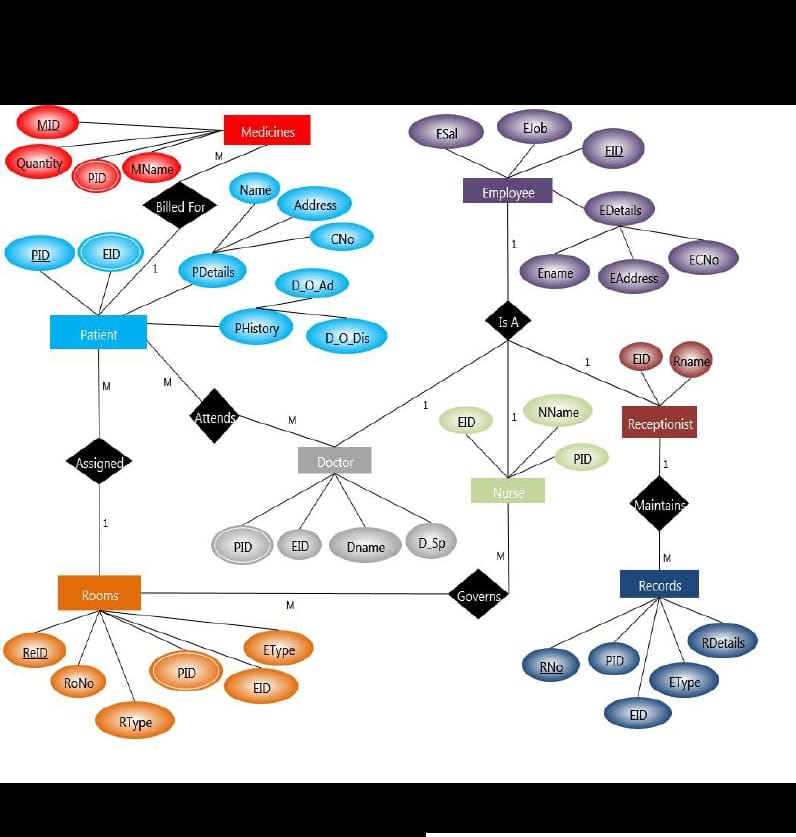 MID
Medicines
Quantity
PID
MName
M
Billed For
Name
Address
CNo
PID
EID
PDetails
1
D_O_Ad
PHistory
D_O_Dis
Patient
M
M
Attends
M
Assigned
1
ESal
EJob
EID
Employee
EDetails
1
Ename
EAddress
ECNo
Is A
1
1
1
EID
Rname
Receptionist
EID
NName
PID
Nurse
Doctor
PID
EID
Dname
D_Sp
1
Maintains
M
M
Governs
M
Rooms
ReID
RoNo
RType
PID
EID
EType
Records
RNo
PID
EID
EType
RDetails